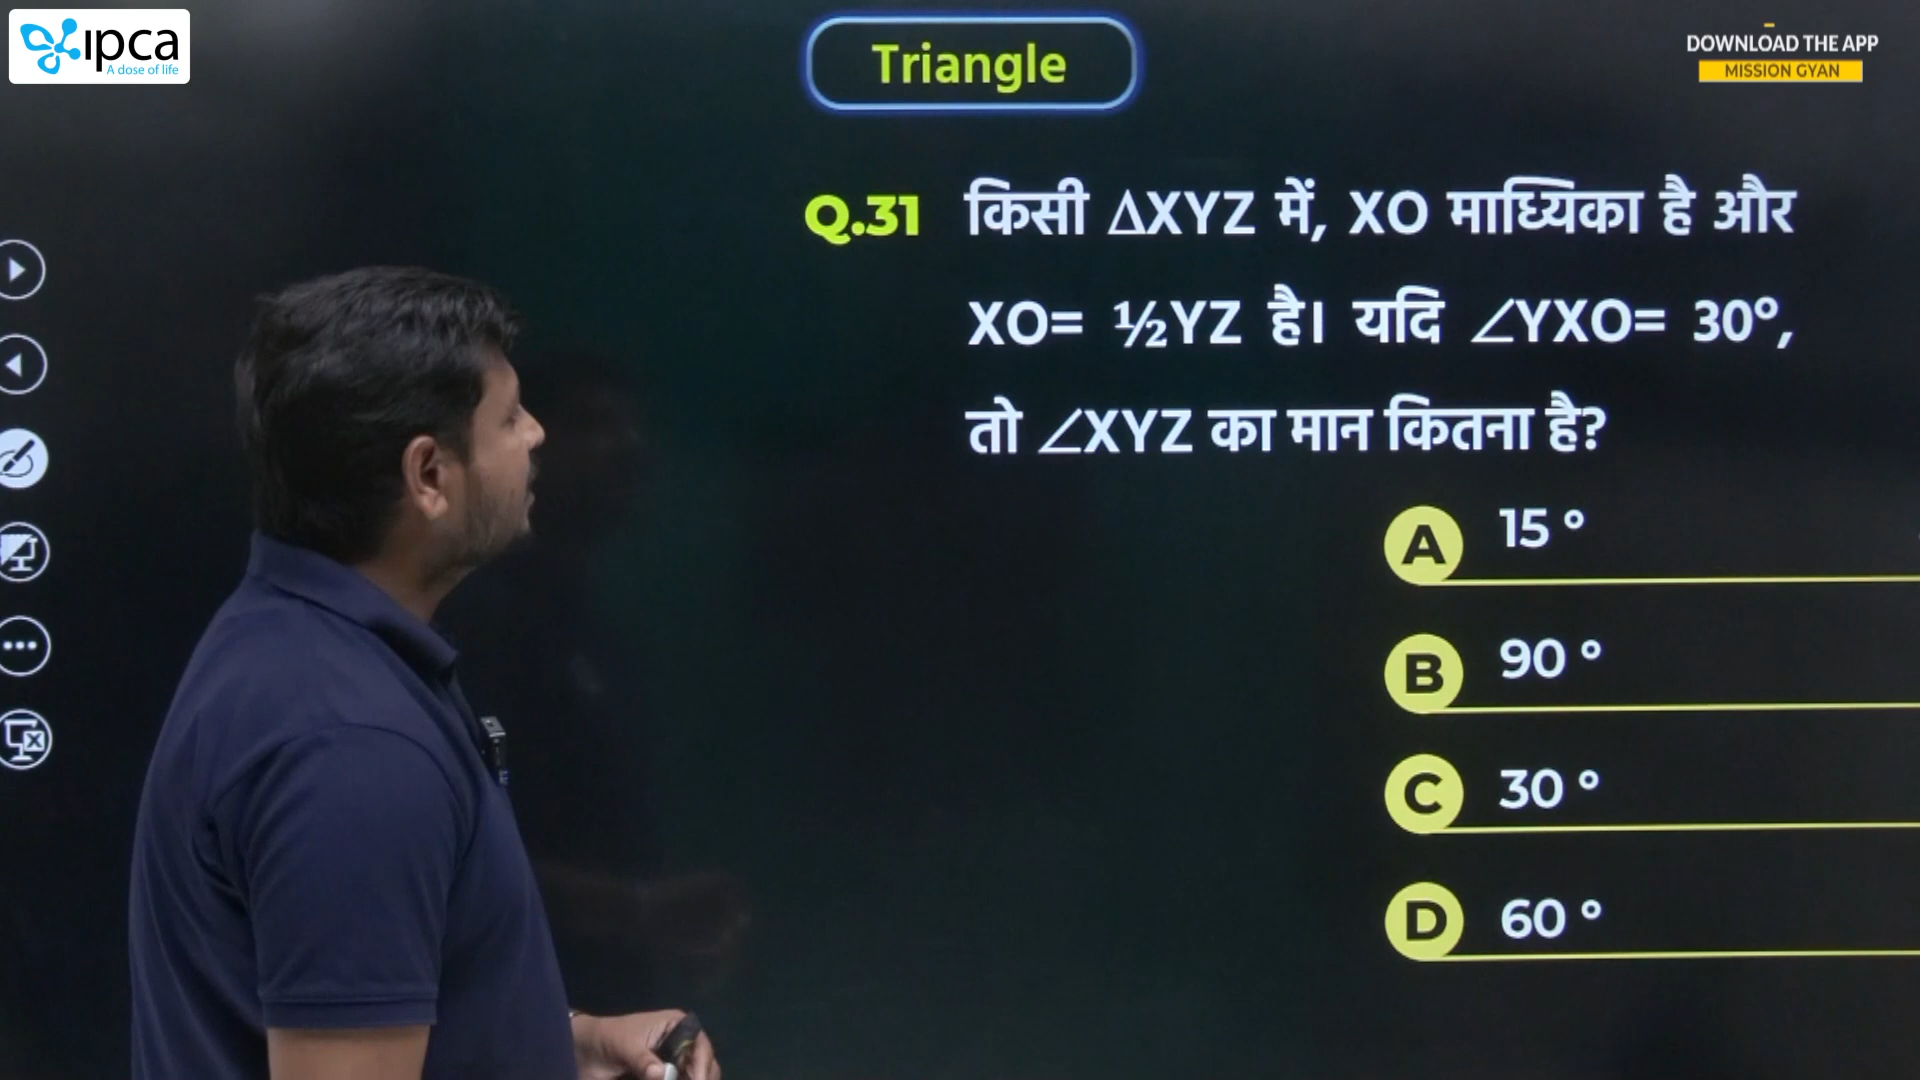 ipca
A dose of life
Triangle
DOWNLOAD THE APP
MISSION GYAN
Q.31 किसी ΔXYZ में, XO माध्यिका है और
XO= ½YZ है। यदि ∠YXO= 30°,
तो ∠XYZ का मान कितना है?
A 15 °
B 90 °
C 30 °
D 60 °